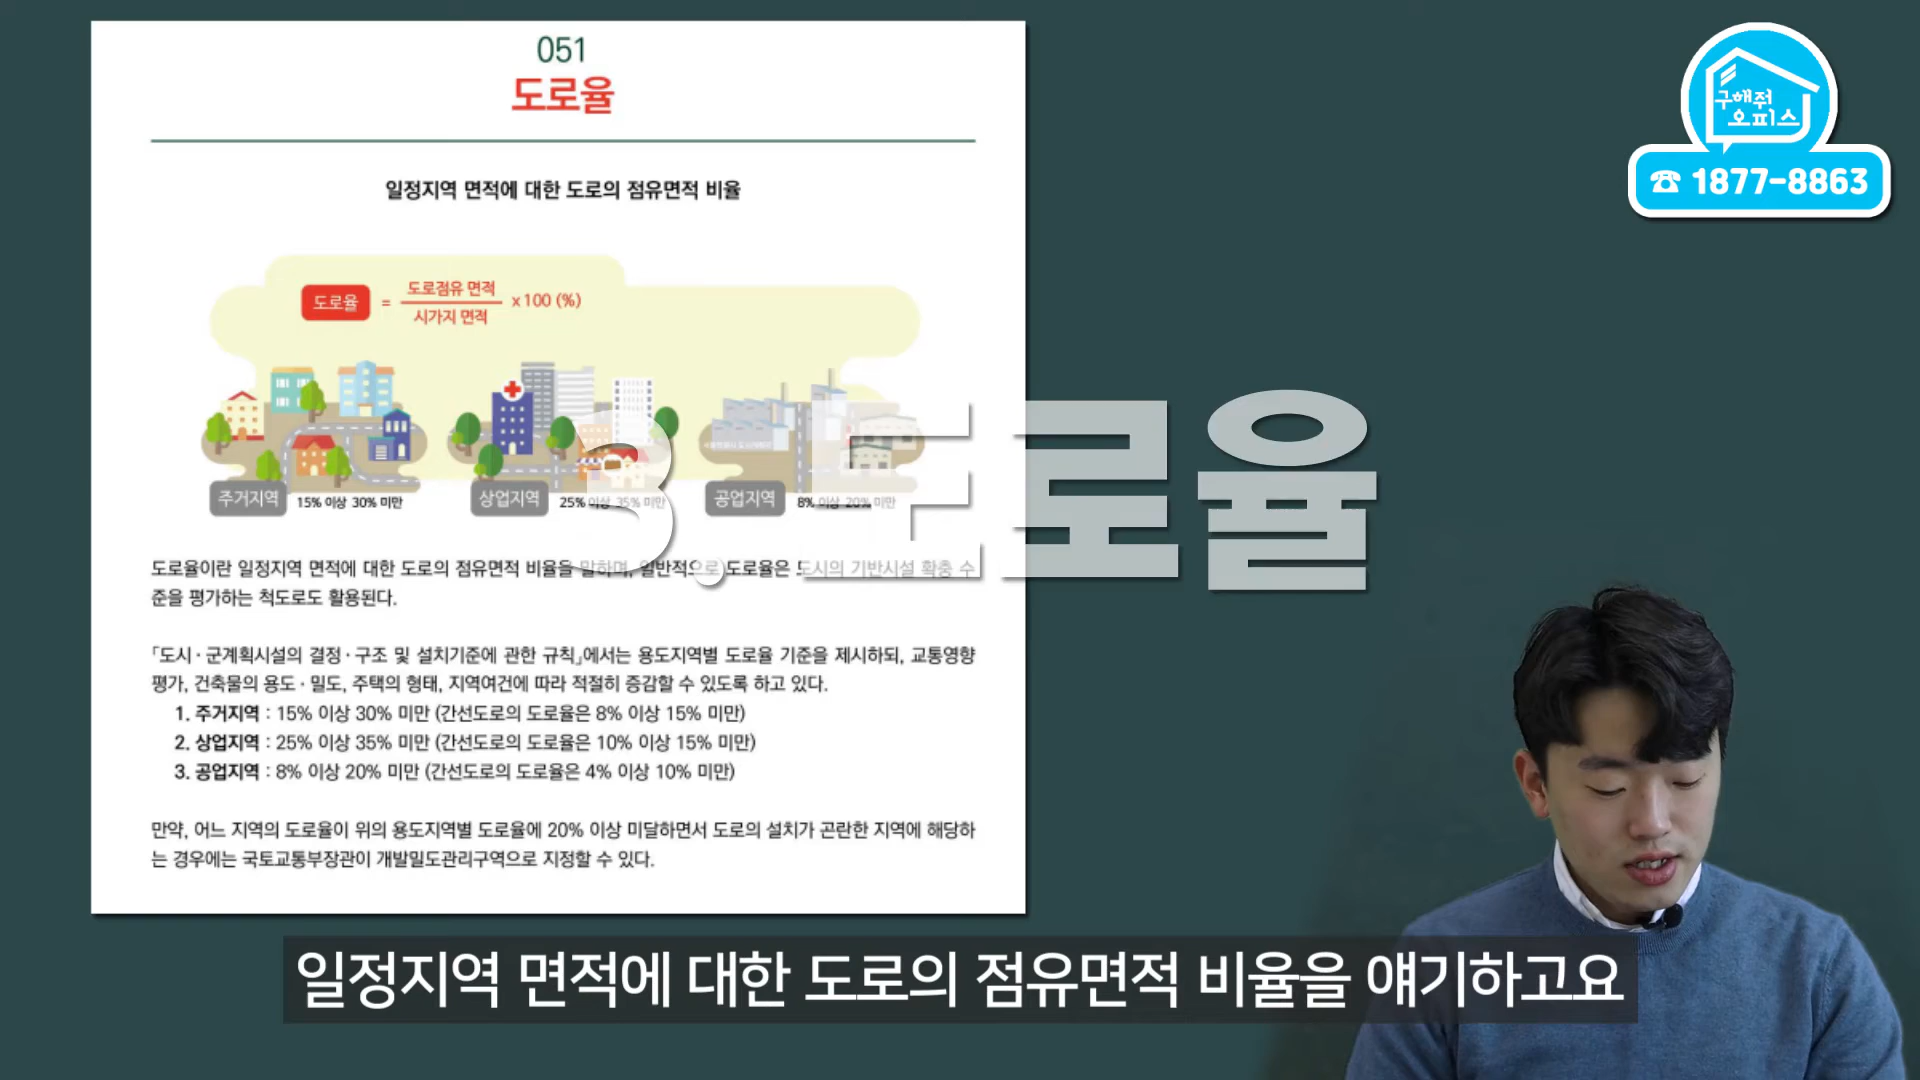 051
도로율
일정지역 면적에 대한 도로의 점유면적 비율
도로율 = 도로점유 면적 / 시가지 면적 x 100 (%)
주거지역 15% 이상 30% 미만
상업지역 25% 이상 35% 미만
공업지역 8% 이상 20% 미만
3. 도로율
도로율이란 일정지역 면적에 대한 도로의 점유면적 비율을 말하며, 일반적으로 도로율은 도시의 기반시설 확충 수
준을 평가하는 척도로도 활용된다.
「도시·군계획시설의 결정·구조 및 설치기준에 관한 규칙」에서는 용도지역별 도로율 기준을 제시하되, 교통영향
평가, 건축물의 용도·밀도, 주택의 형태, 지역여건에 따라 적절히 증감할 수 있도록 하고 있다.
1. 주거지역 : 15% 이상 30% 미만 (간선도로의 도로율은 8% 이상 15% 미만)
2. 상업지역 : 25% 이상 35% 미만 (간선도로의 도로율은 10% 이상 15% 미만)
3. 공업지역 : 8% 이상 20% 미만 (간선도로의 도로율은 4% 이상 10% 미만)
만약, 어느 지역의 도로율이 위의 용도지역별 도로율에 20% 이상 미달하면서 도로의 설치가 곤란한 지역에 해당하
는 경우에는 국토교통부장관이 개발밀도관리구역으로 지정할 수 있다.
구해줘
오피스
☎ 1877-8863
일정지역 면적에 대한 도로의 점유면적 비율을 얘기하고요